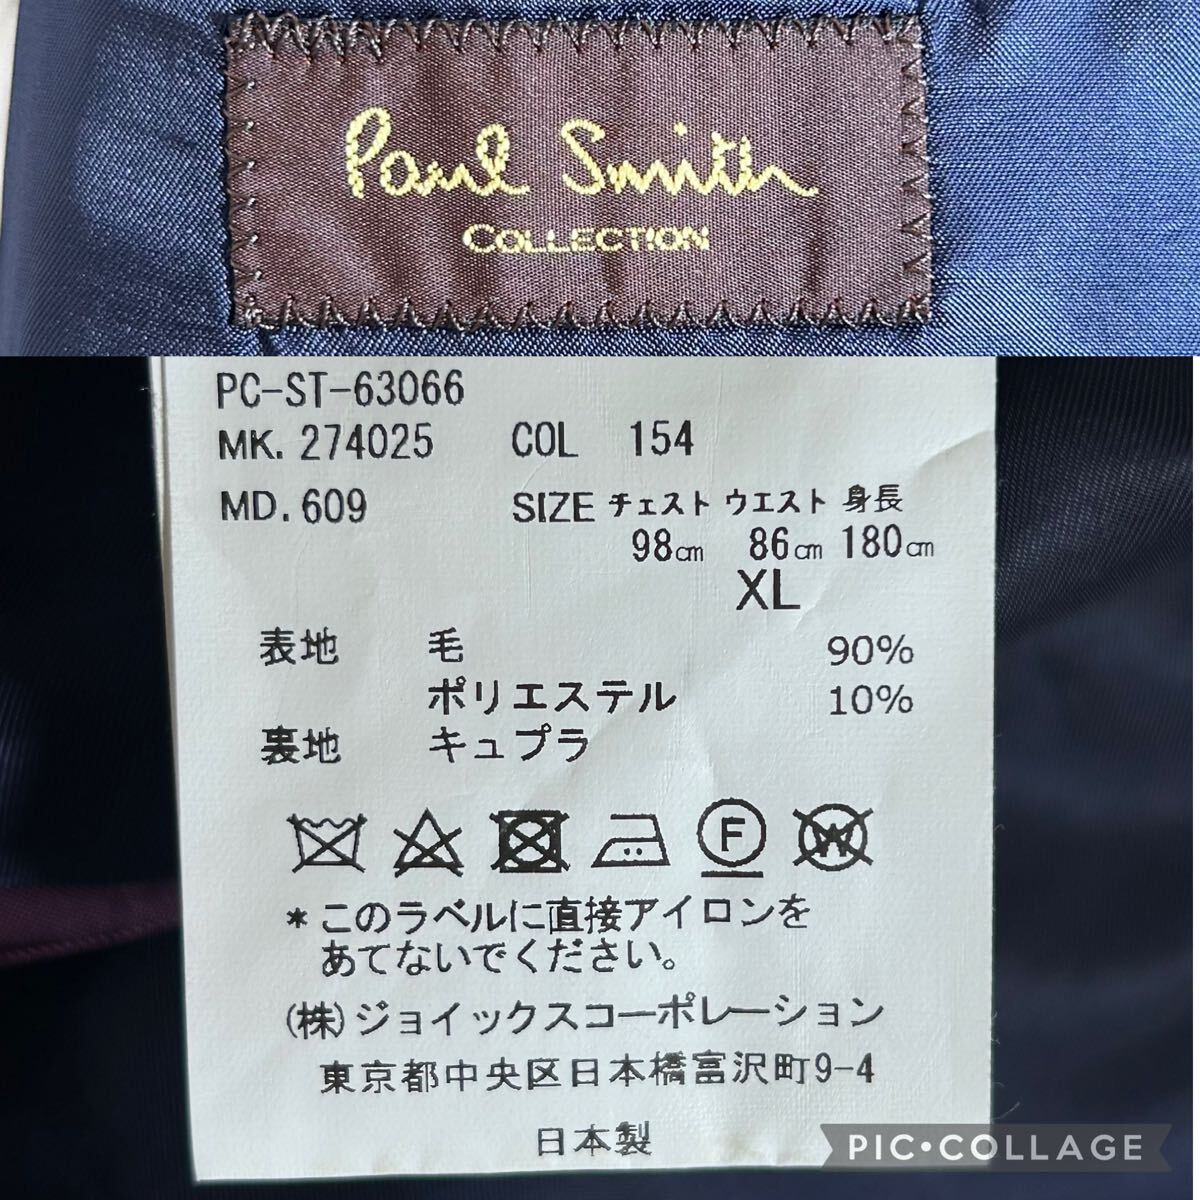 Paul Smith
COLLECTION
PC-ST-63066
MK. 274025 COL 154
MD. 609 SIZE チェスト ウエスト 身長
98㎝ 86㎝ 180㎝
XL
表地 毛 90%
ポリエステル 10%
裏地 キュプラ
F W
*このラベルに直接アイロンを
あてないでください。
(株)ジョイックスコーポレーション
東京都中央区日本橋富沢町9-4
日本製
PIC•COLLAGE